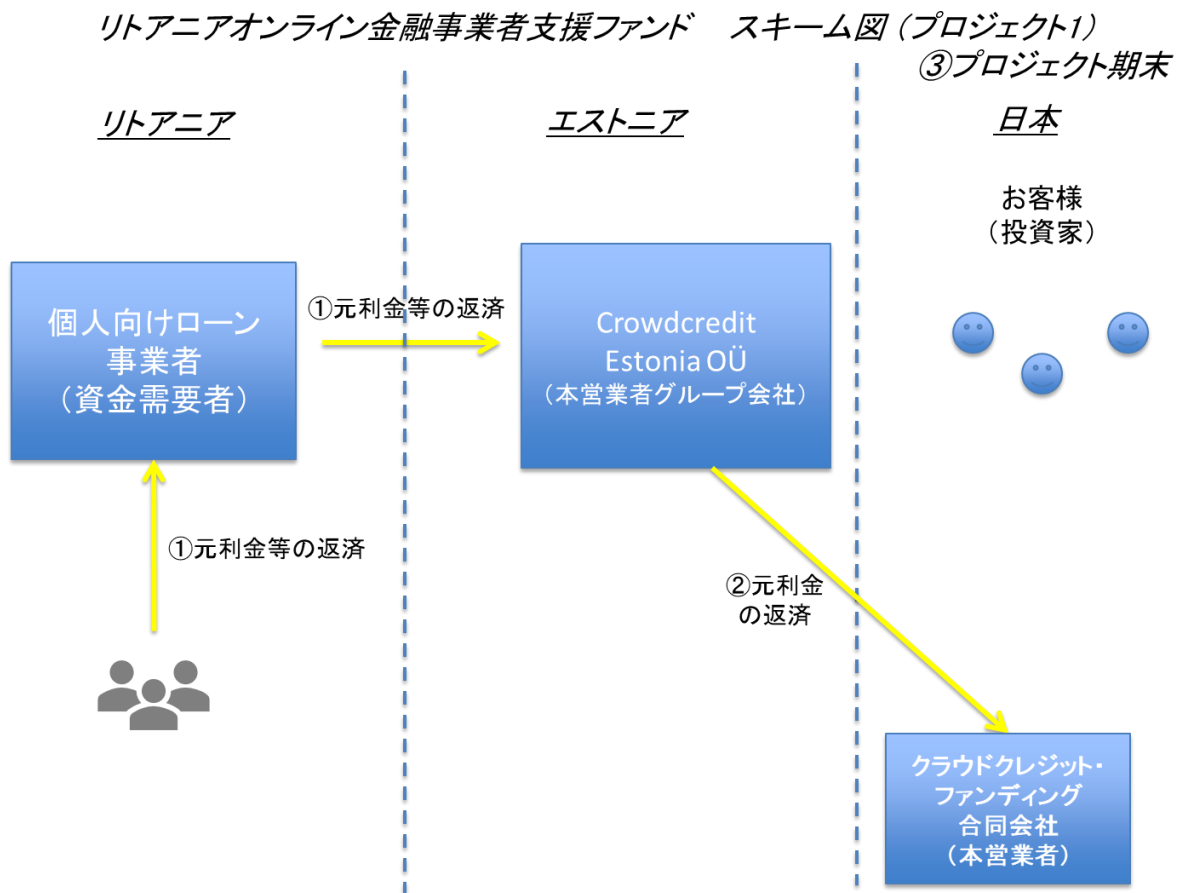 リトアニアオンライン金融事業者支援ファンド　スキーム図（プロジェクト1）
③プロジェクト期末
リトアニア
エストニア
日本
お客様
（投資家）
個人向けローン
事業者
（資金需要者）
①元利金等の返済
Crowdcredit
Estonia OÜ
（本営業者グループ会社）
①元利金等の返済
②元利金
の返済
クラウドクレジット・
ファンディング
合同会社
（本営業者）